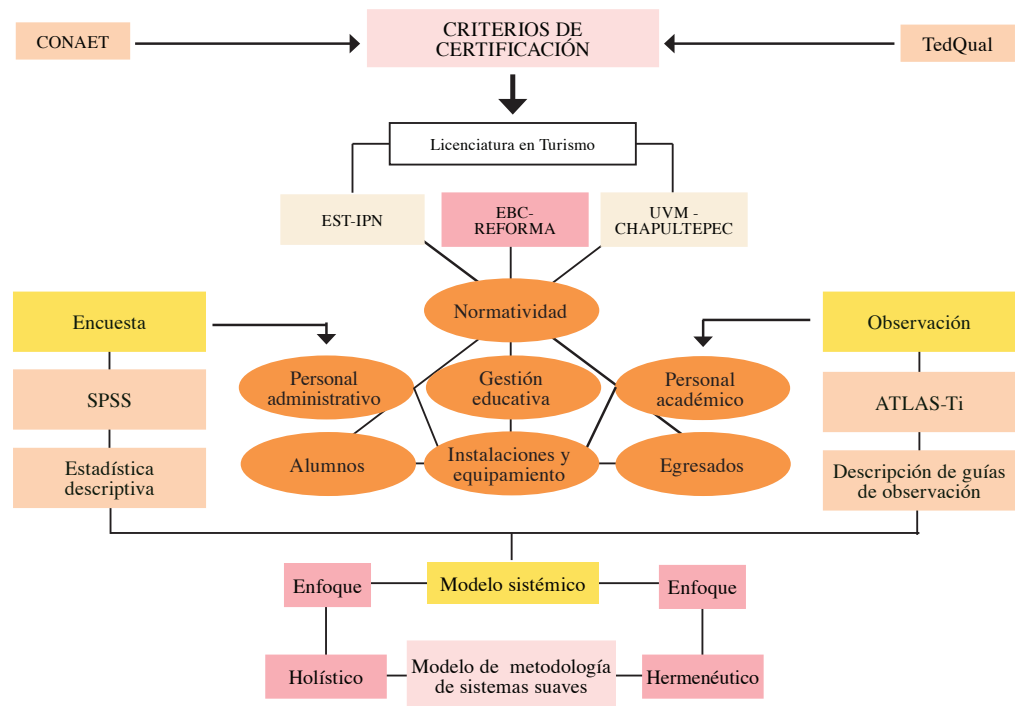 CONAET
CRITERIOS DE
CERTIFICACIÓN
TedQual
Licenciatura en Turismo
EST-IPN
EBC-
REFORMA
UVM -
CHAPULTEPEC
Normatividad
Encuesta
Observación
Personal
administrativo
Gestión
educativa
Personal
académico
SPSS
ATLAS-Ti
Alumnos
Instalaciones y
equipamiento
Egresados
Estadística
descriptiva
Descripción de guías
de observación
Enfoque
Modelo sistémico
Enfoque
Holístico
Modelo de metodología
de sistemas suaves
Hermenéutico